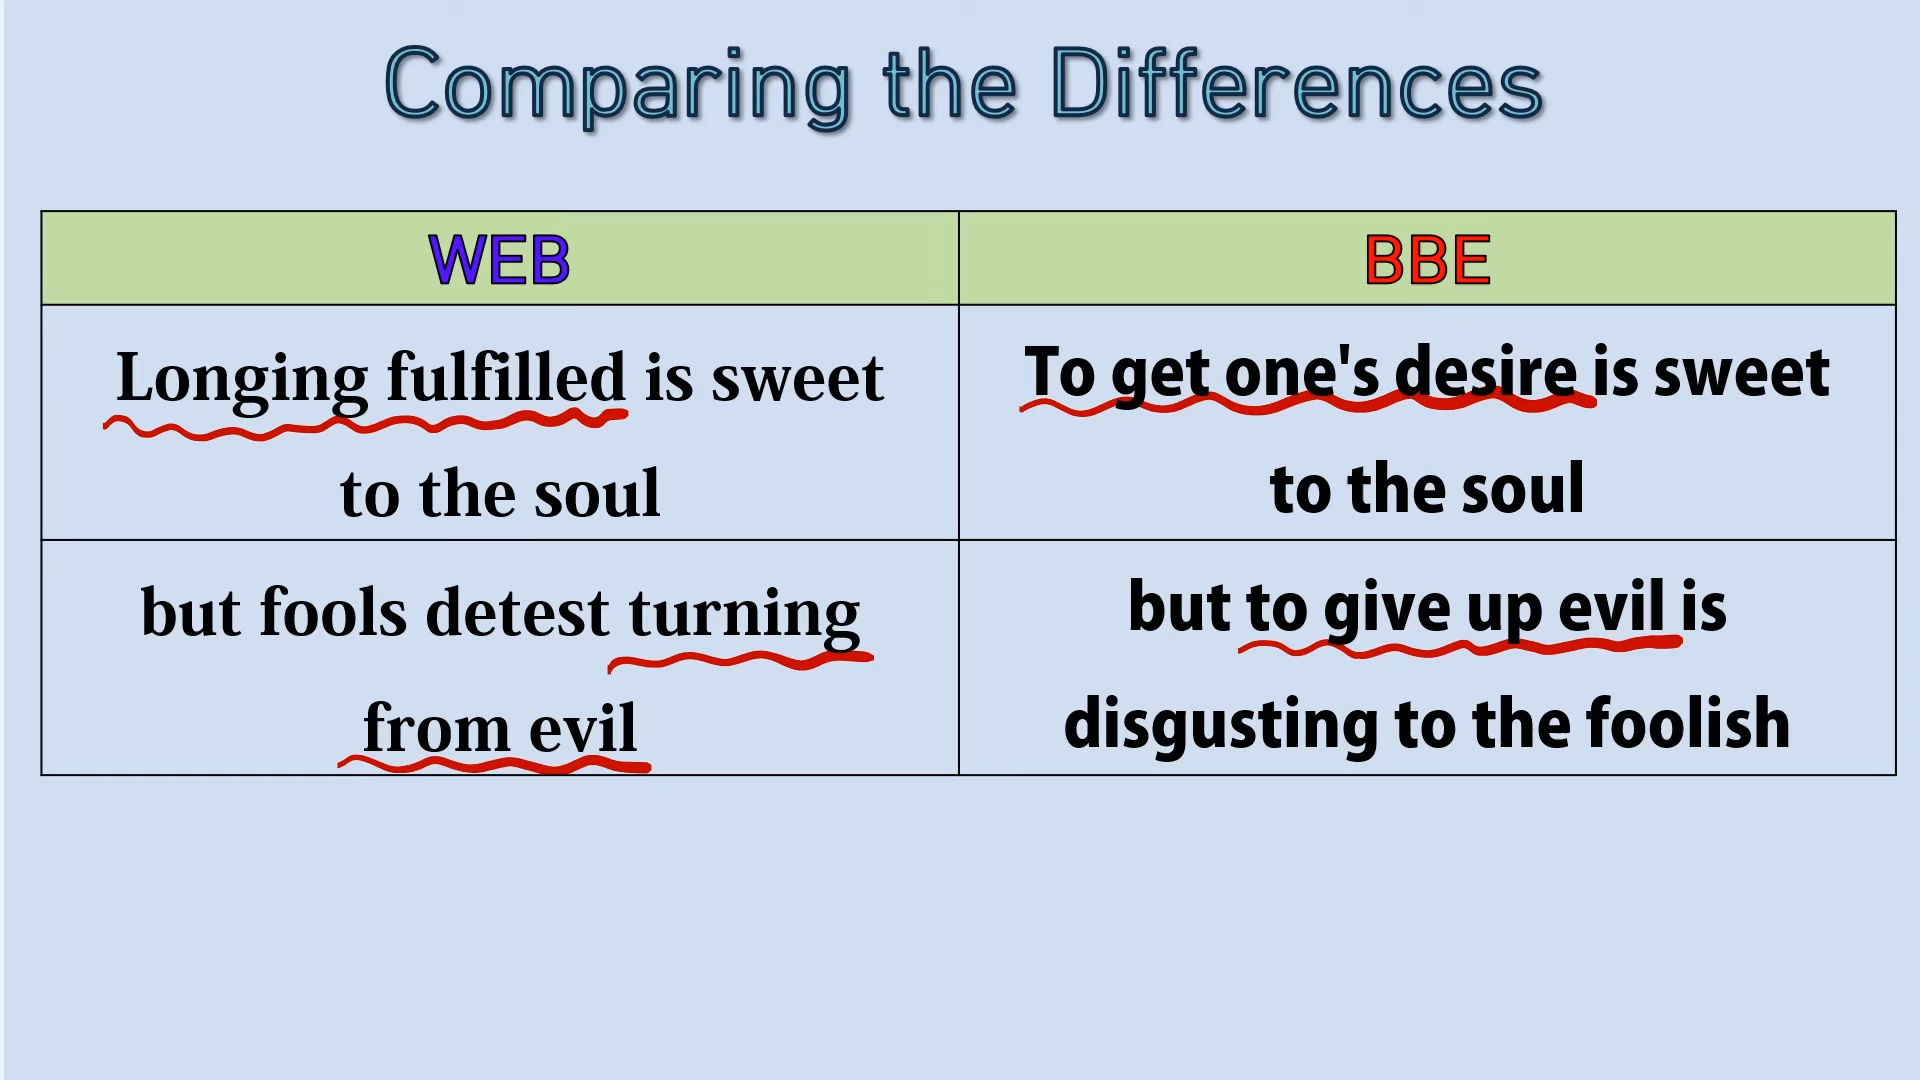 Comparing the Differences
WEB
BBE
Longing fulfilled is sweet
to the soul
To get one's desire is sweet
to the soul
but fools detest turning
from evil
but to give up evil is
disgusting to the foolish